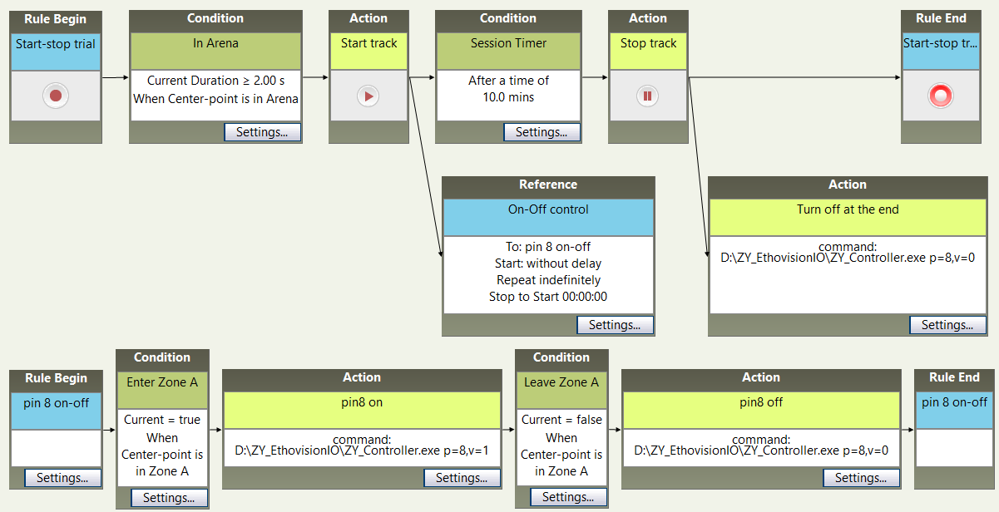 Rule Begin
Start-stop trial
Condition
In Arena
Current Duration ≥ 2.00 s
When Center-point is in Arena
Settings...
Action
Start track
Condition
Session Timer
After a time of
10.0 mins
Settings...
Action
Stop track
Rule End
Start-stop tr...
Reference
On-Off control
To: pin 8 on-off
Start: without delay
Repeat indefinitely
Stop to Start 00:00:00
Settings...
Action
Turn off at the end
command:
D:\ZY_EthovisionIO\ZY_Controller.exe p=8,v=0
Settings...
Rule Begin
pin 8 on-off
Settings...
Condition
Enter Zone A
Current = true
When
Center-point is
in Zone A
Settings...
Action
pin8 on
command:
D:\ZY_EthovisionIO\ZY_Controller.exe p=8,v=1
Settings...
Condition
Leave Zone A
Current = false
When
Center-point is
in Zone A
Settings...
Action
pin8 off
command:
D:\ZY_EthovisionIO\ZY_Controller.exe p=8,v=0
Settings...
Rule End
pin 8 on-off